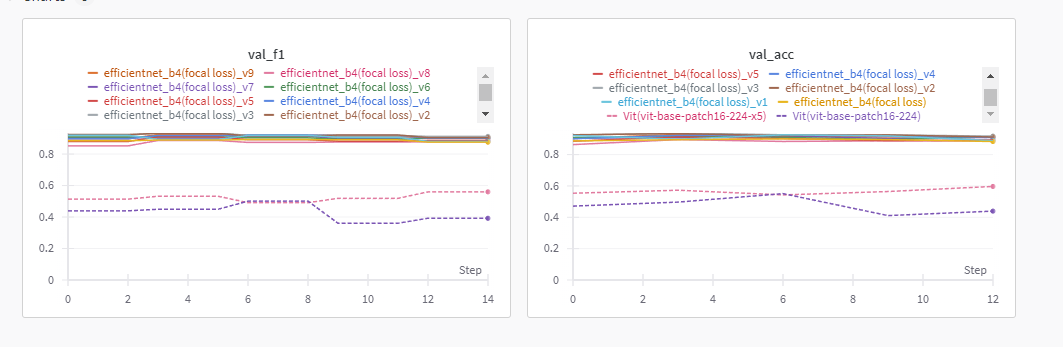 val_f1
efficientnet_b4(focal loss)_v9 efficientnet_b4(focal loss)_v8
efficientnet_b4(focal loss)_v7 efficientnet_b4(focal loss)_v6
efficientnet_b4(focal loss)_v5 efficientnet_b4(focal loss)_v4
efficientnet_b4(focal loss)_v3 efficientnet_b4(focal loss)_v2
0.8
0.6
0.4
0.2
0
Step
0 2 4 6 8 10 12 14
val_acc
efficientnet_b4(focal loss)_v5 efficientnet_b4(focal loss)_v4
efficientnet_b4(focal loss)_v3 efficientnet_b4(focal loss)_v2
efficientnet_b4(focal loss)_v1 efficientnet_b4(focal loss)
Vit(vit-base-patch16-224-x5) Vit(vit-base-patch16-224)
0.8
0.6
0.4
0.2
0
Step
0 2 4 6 8 10 12